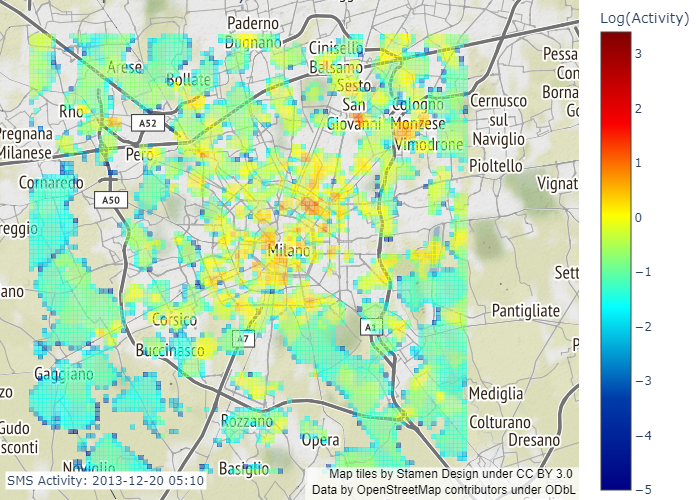 Log(Activity)
Paderno
Dugnano
Cinisello
Balsamo
Pessa
Con
Borna
Go
Arese
Bollate
Sesto
San
Giovanni
Cologno
Monzese
Cernusco
sul
Naviglio
Rho
A52
Pregnana
Milanese
Pero
Vimodrone
Pioltello
Cornaredo
Vignat
A50
reggio
Milano
Sett
ano
Pantigliate
Corsico
A1
A7
Buccinasco
P
Gaggiano
zo
Mediglia
Rozzano
Colturano
Gudo
sconti
Opera
Dresano
Noviglio
Basiglio
SMS Activity: 2013-12-20 05:10
Map tiles by Stamen Design under CC BY 3.0
Data by OpenStreetMap contributors under ODbL
3
2
1
0
−1
−2
−3
−4
−5